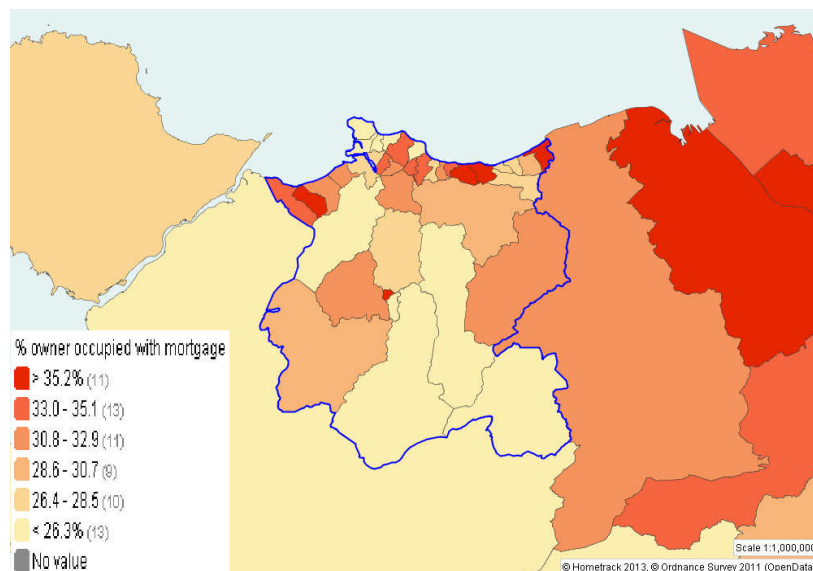 % owner occupied with mortgage
> 35.2% (11)
33.0 - 35.1 (13)
30.8 - 32.9 (11)
28.6 - 30.7 (9)
26.4 - 28.5 (10)
< 26.3% (13)
No value
Scale 1:1,000,000
© Hometrack 2013, © Ordnance Survey 2011 (OpenData